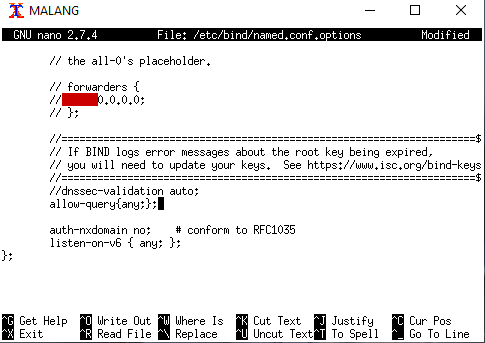 MALANG
GNU nano 2.7.4 File: /etc/bind/named.conf.options Modified
// the all-0's placeholder.
// forwarders {
// 0.0.0.0;
// };
//=====================================================================$
// If BIND logs error messages about the root key being expired,
// you will need to update your keys. See https://www.isc.org/bind-keys
//=====================================================================$
//dnssec-validation auto;
allow-query{any;};
auth-nxdomain no; # conform to RFC1035
listen-on-v6 { any; };
};
^G Get Help ^O Write Out ^W Where Is ^K Cut Text ^J Justify ^C Cur Pos
^X Exit ^R Read File ^\ Replace ^U Uncut Text ^T To Spell ^_ Go To Line